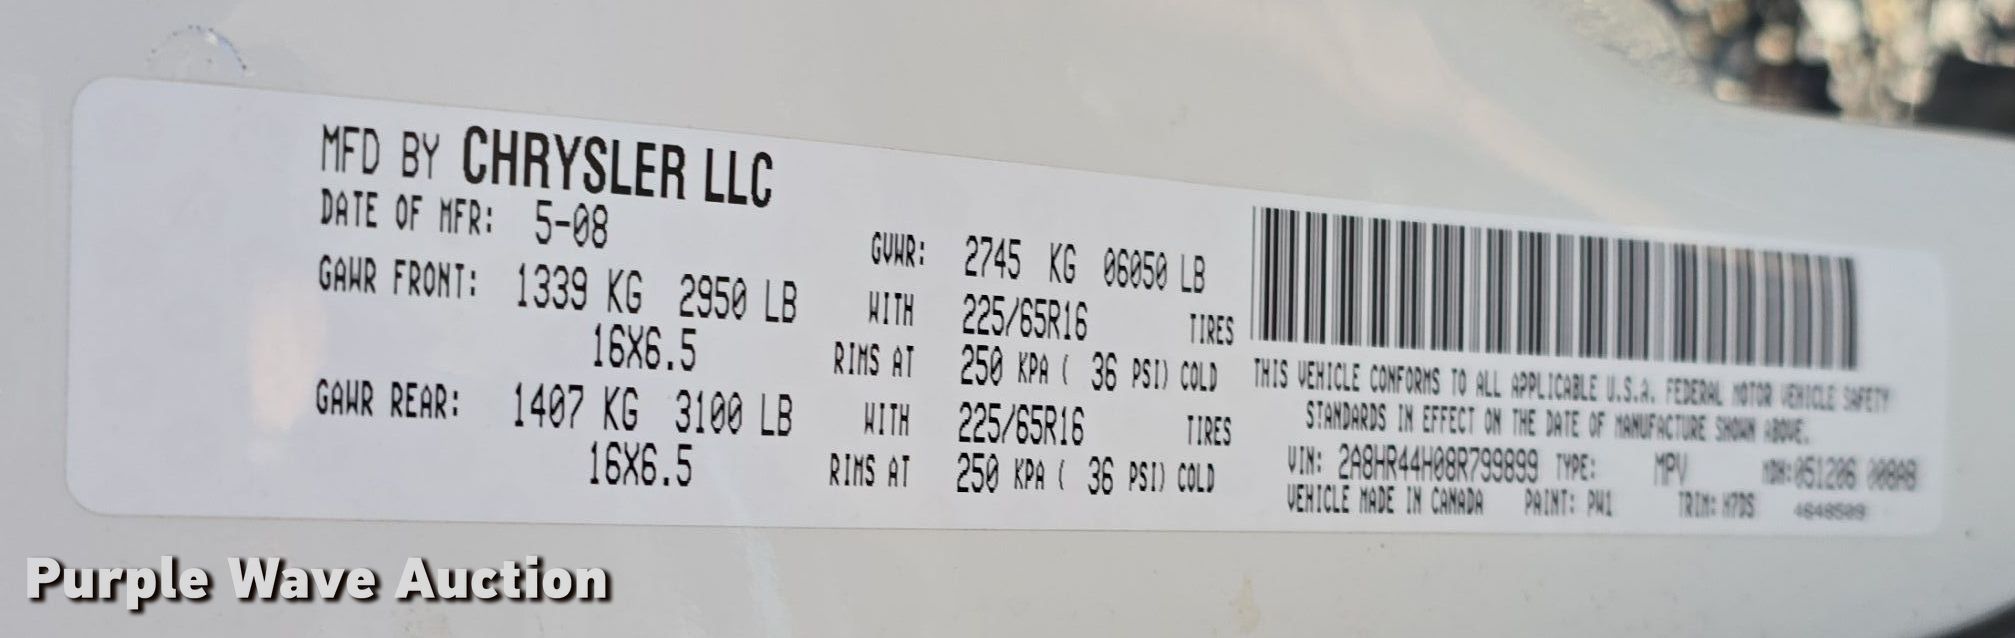 MFD BY CHRYSLER LLC
DATE OF MFR: 5-08 GVWR: 2745 KG 06050 LB
GAWR FRONT: 1339 KG 2950 LB WITH 225/65R16 TIRES
16X6.5 RIMS AT 250 KPA ( 36 PSI) COLD
GAWR REAR: 1407 KG 3100 LB WITH 225/65R16 TIRES
16X6.5 RIMS AT 250 KPA ( 36 PSI) COLD
THIS VEHICLE CONFORMS TO ALL APPLICABLE U.S.A. FEDERAL MOTOR VEHICLE SAFETY
STANDARDS IN EFFECT ON THE DATE OF MANUFACTURE SHOWN ABOVE.
VIN: 2A8HR44H08R799899 TYPE: MPV MDH:051206
VEHICLE MADE IN CANADA PAINT: PW1 TRIM:
Purple Wave Auction